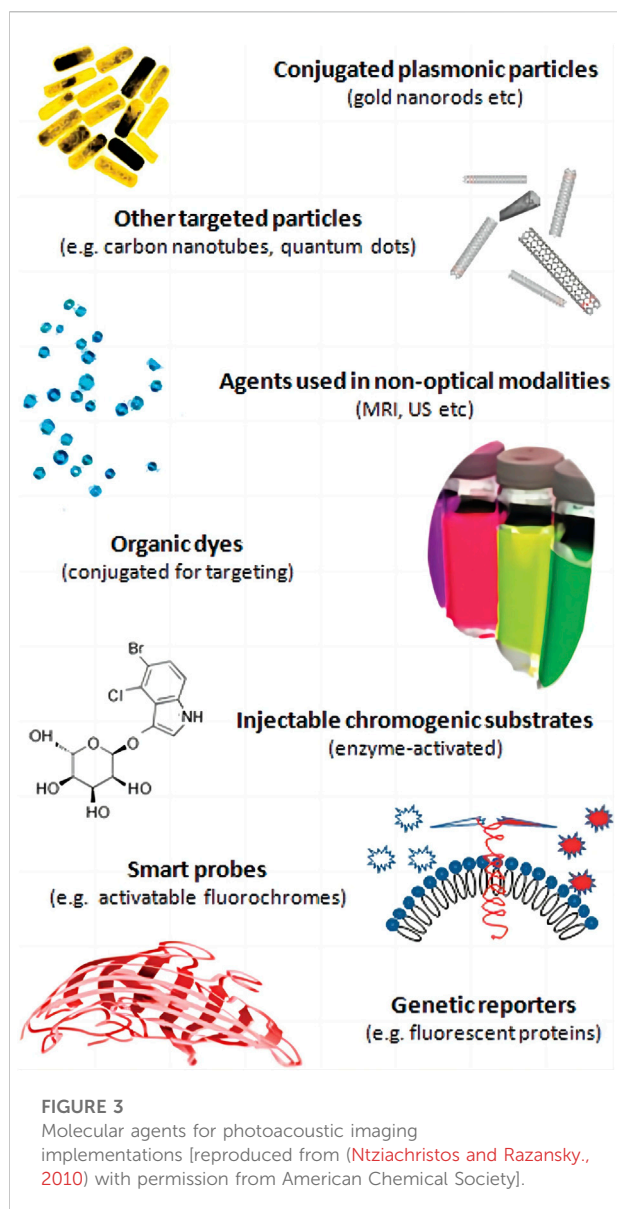 Conjugated plasmonic particles
(gold nanorods etc)
Other targeted particles
(e.g. carbon nanotubes, quantum dots)
Agents used in non-optical modalities
(MRI, US etc)
Organic dyes
(conjugated for targeting)
Br
Cl
NH
OH
O
O
HO
OH
HO
Injectable chromogenic substrates
(enzyme-activated)
Smart probes
(e.g. activatable fluorochromes)
Genetic reporters
(e.g. fluorescent proteins)
FIGURE 3
Molecular agents for photoacoustic imaging
implementations [reproduced from (Ntziachristos and Razansky.,
2010) with permission from American Chemical Society].